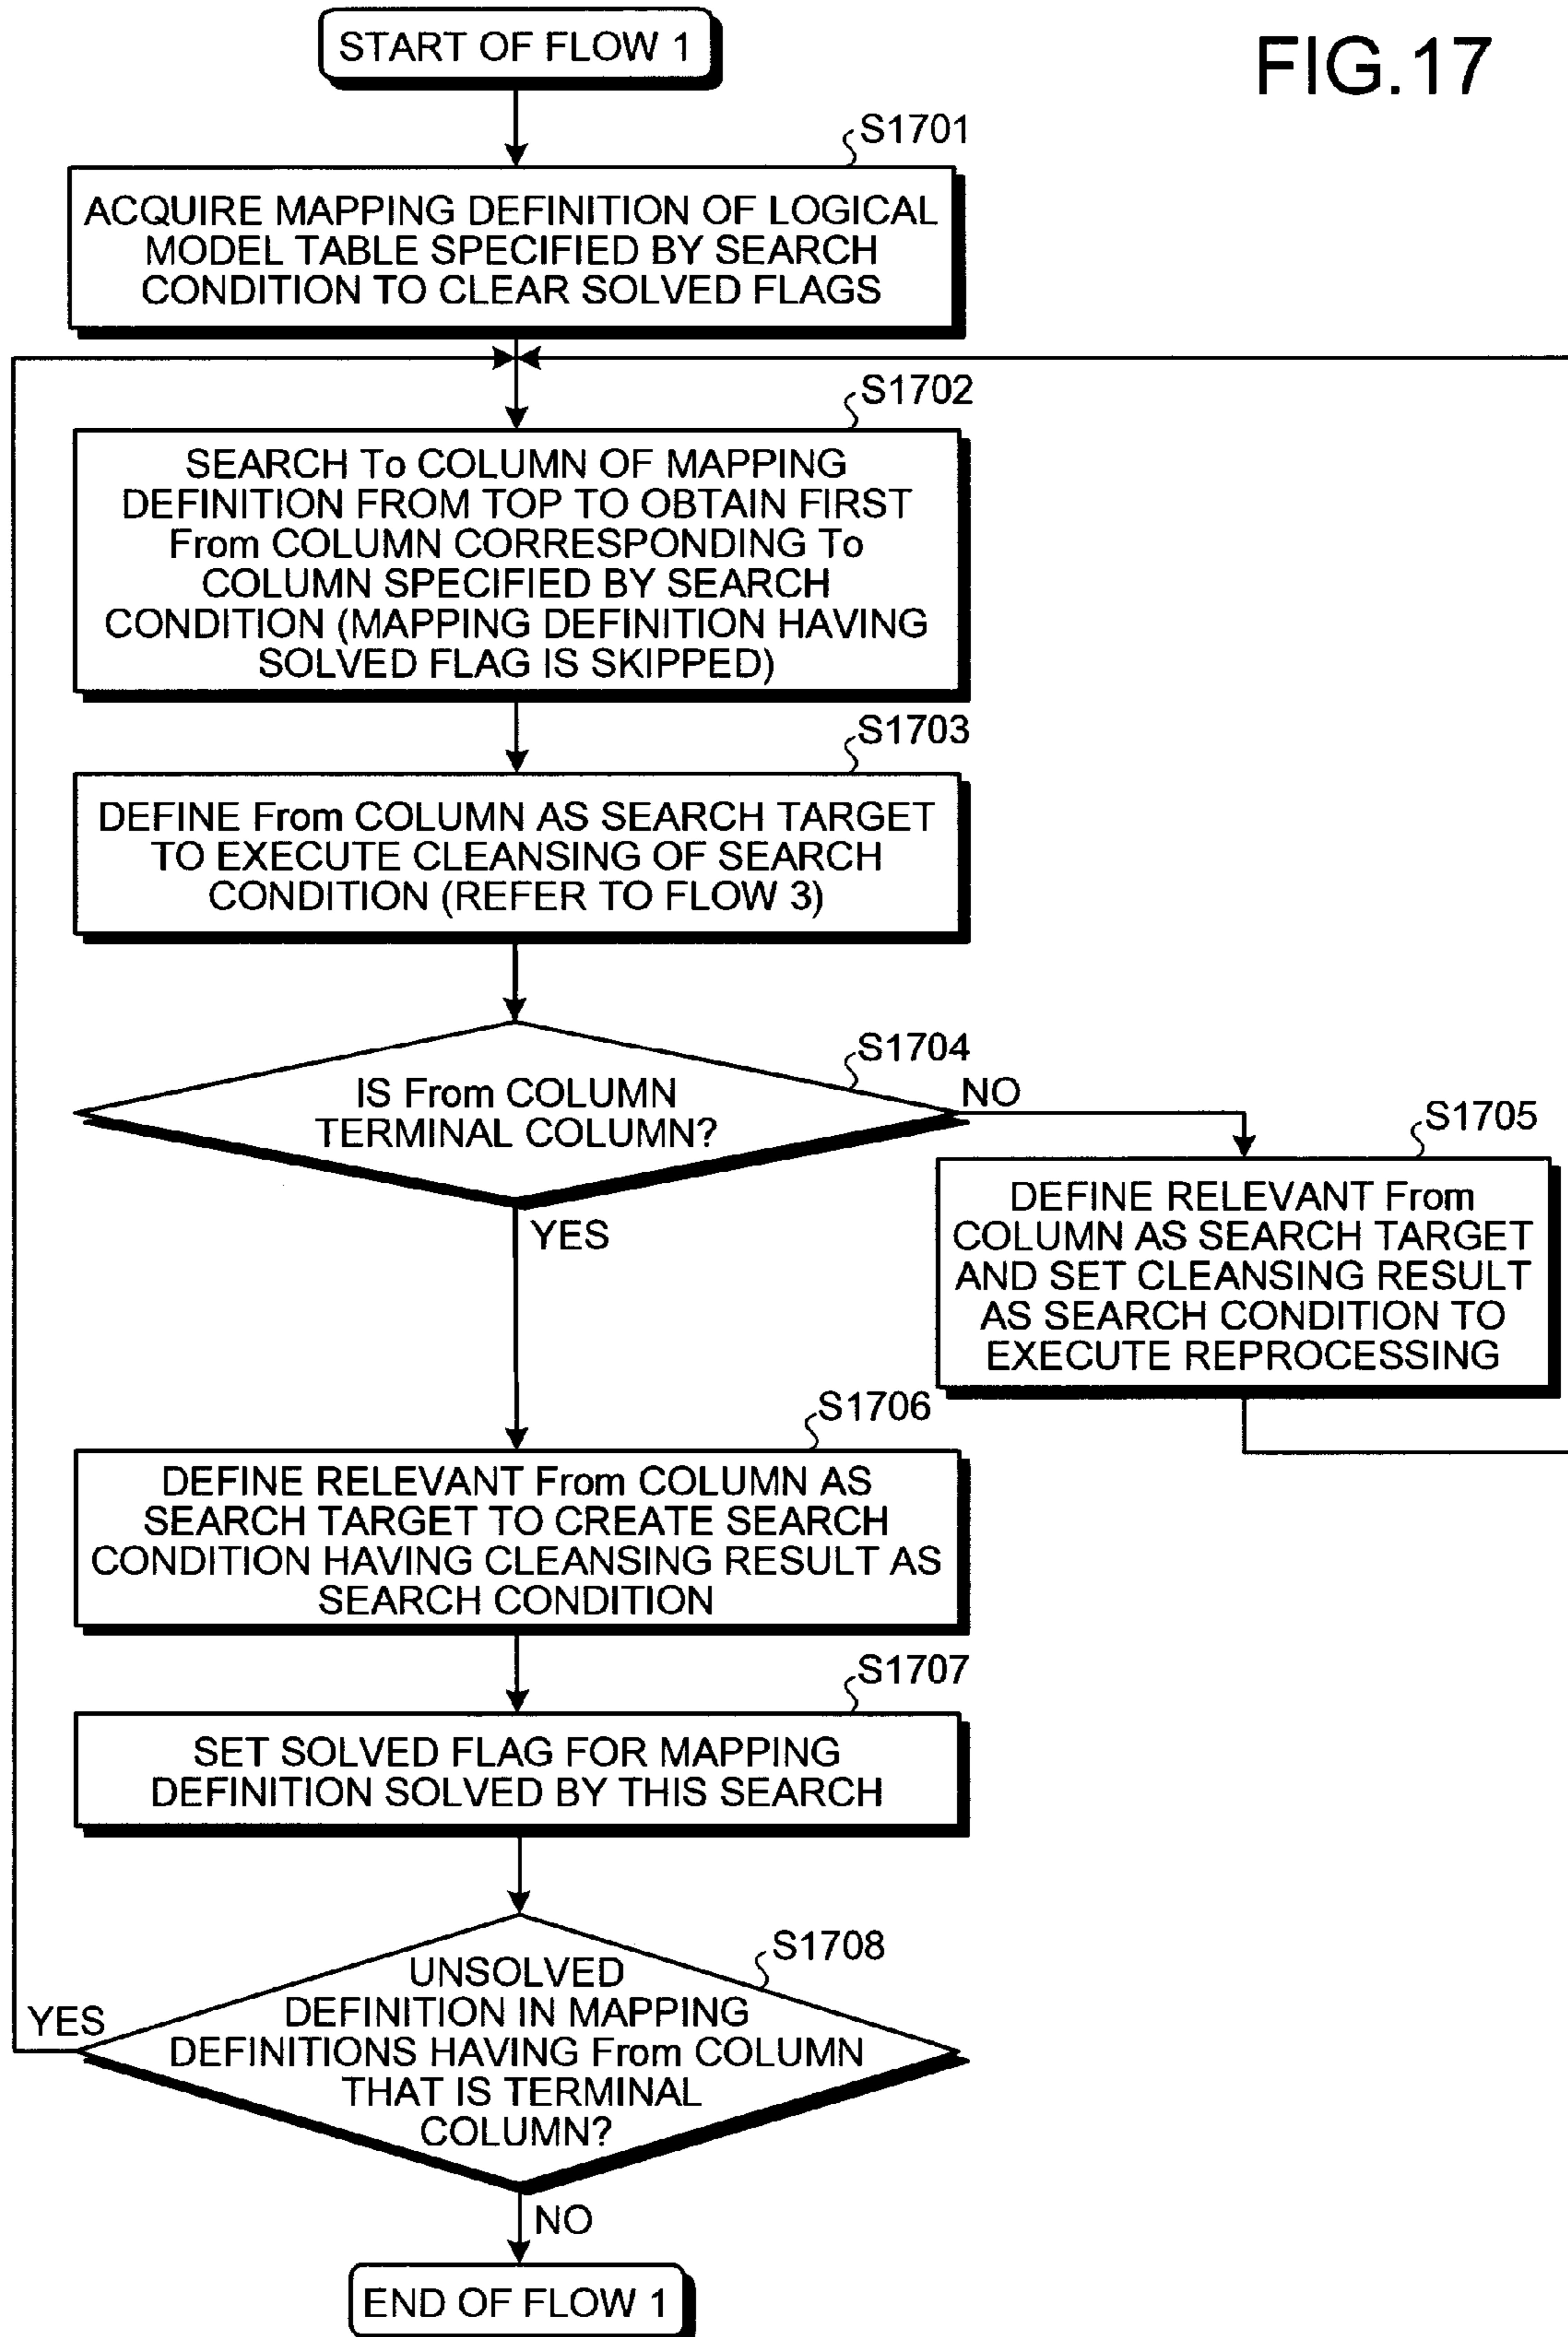 START OF FLOW 1
FIG.17
S1701
ACQUIRE MAPPING DEFINITION OF LOGICAL
MODEL TABLE SPECIFIED BY SEARCH
CONDITION TO CLEAR SOLVED FLAGS
S1702
SEARCH To COLUMN OF MAPPING
DEFINITION FROM TOP TO OBTAIN FIRST
From COLUMN CORRESPONDING To
COLUMN SPECIFIED BY SEARCH
CONDITION (MAPPING DEFINITION HAVING
SOLVED FLAG IS SKIPPED)
S1703
DEFINE From COLUMN AS SEARCH TARGET
TO EXECUTE CLEANSING OF SEARCH
CONDITION (REFER TO FLOW 3)
S1704
IS From COLUMN
TERMINAL COLUMN?
NO
YES
S1705
DEFINE RELEVANT From
COLUMN AS SEARCH TARGET
AND SET CLEANSING RESULT
AS SEARCH CONDITION TO
EXECUTE REPROCESSING
S1706
DEFINE RELEVANT From COLUMN AS
SEARCH TARGET TO CREATE SEARCH
CONDITION HAVING CLEANSING RESULT AS
SEARCH CONDITION
S1707
SET SOLVED FLAG FOR MAPPING
DEFINITION SOLVED BY THIS SEARCH
S1708
UNSOLVED
DEFINITION IN MAPPING
DEFINITIONS HAVING From COLUMN
THAT IS TERMINAL
COLUMN?
YES
NO
END OF FLOW 1